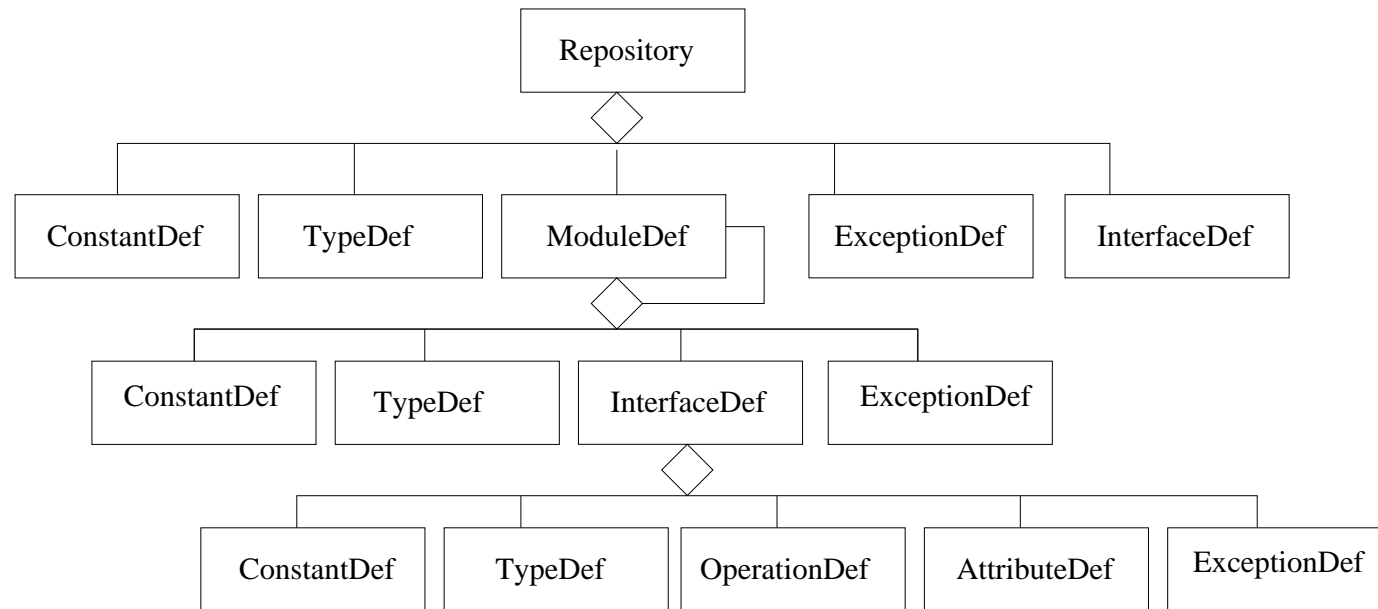 Repository
ConstantDef TypeDef ModuleDef ExceptionDef InterfaceDef
ConstantDef TypeDef InterfaceDef ExceptionDef
ConstantDef TypeDef OperationDef AttributeDef ExceptionDef